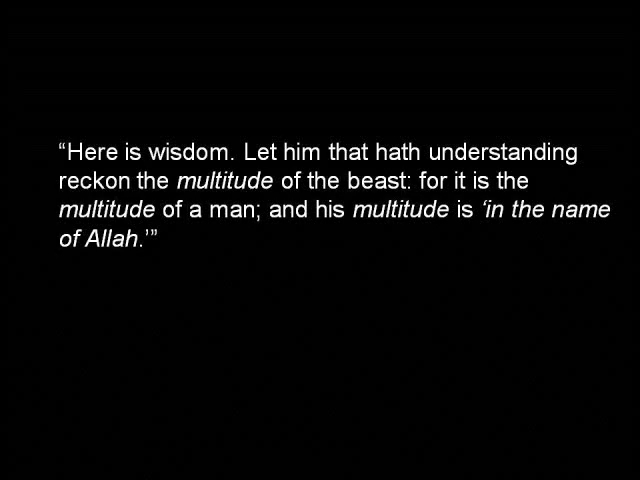 “Here is wisdom. Let him that hath understanding
reckon the multitude of the beast: for it is the
multitude of a man; and his multitude is ‘in the name
of Allah.’”